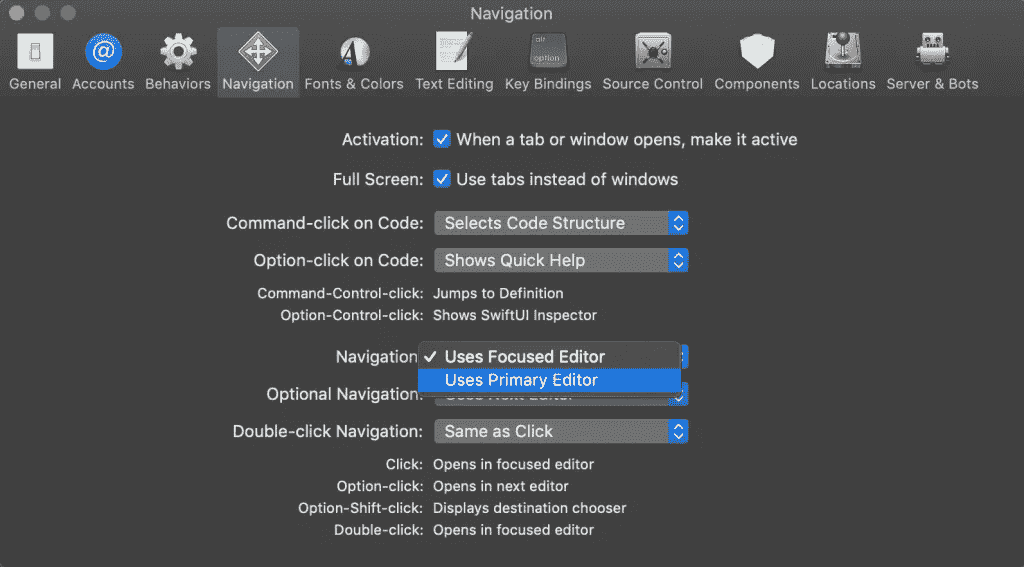 Navigation
General Accounts Behaviors Navigation Fonts & Colors Text Editing alt option Key Bindings Source Control Components Locations Server & Bots
Activation: When a tab or window opens, make it active
Full Screen: Use tabs instead of windows
Command-click on Code: Selects Code Structure
Option-click on Code: Shows Quick Help
Command-Control-click: Jumps to Definition
Option-Control-click: Shows SwiftUI Inspector
Navigation ✓ Uses Focused Editor
Uses Primary Editor
Optional Navigation: Uses Next Editor
Double-click Navigation: Same as Click
Click: Opens in focused editor
Option-click: Opens in next editor
Option-Shift-click: Displays destination chooser
Double-click: Opens in focused editor